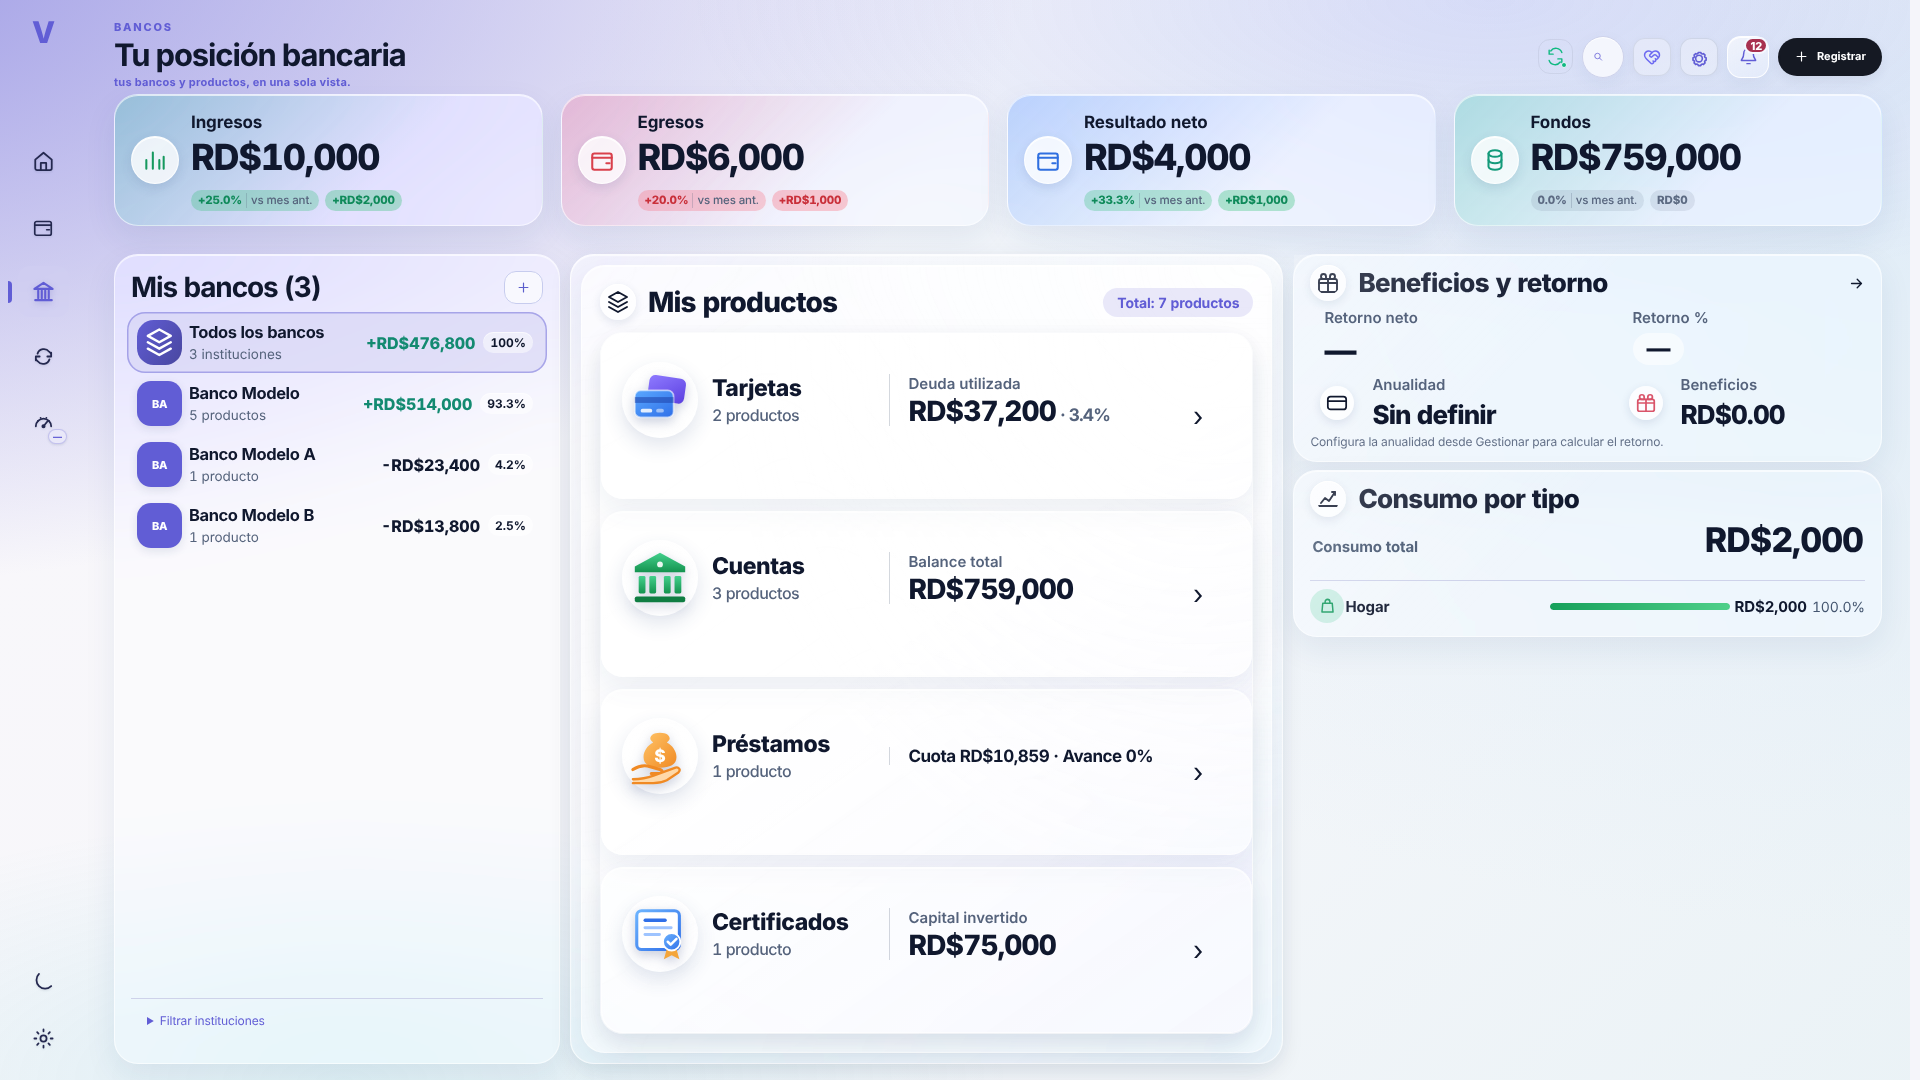 V
BANCOS
Tu posición bancaria
tus bancos y productos, en una sola vista.
12
Registrar
Ingresos
RD$10,000
+25.0% vs mes ant. +RD$2,000
Egresos
RD$6,000
+20.0% vs mes ant. +RD$1,000
Resultado neto
RD$4,000
+33.3% vs mes ant. +RD$1,000
Fondos
RD$759,000
0.0% vs mes ant. RD$0
Mis bancos (3)
Todos los bancos
3 instituciones
+RD$476,800 100%
BA
Banco Modelo
5 productos
+RD$514,000 93.3%
BA
Banco Modelo A
1 producto
-RD$23,400 4.2%
BA
Banco Modelo B
1 producto
-RD$13,800 2.5%
Filtrar instituciones
Mis productos
Total: 7 productos
Tarjetas
2 productos
Deuda utilizada
RD$37,200 · 3.4%
Cuentas
3 productos
Balance total
RD$759,000
$
Préstamos
1 producto
Cuota RD$10,859 · Avance 0%
Certificados
1 producto
Capital invertido
RD$75,000
Beneficios y retorno
Retorno neto
—
Retorno %
—
Anualidad
Sin definir
Beneficios
RD$0.00
Configura la anualidad desde Gestionar para calcular el retorno.
Consumo por tipo
Consumo total
RD$2,000
Hogar
RD$2,000 100.0%